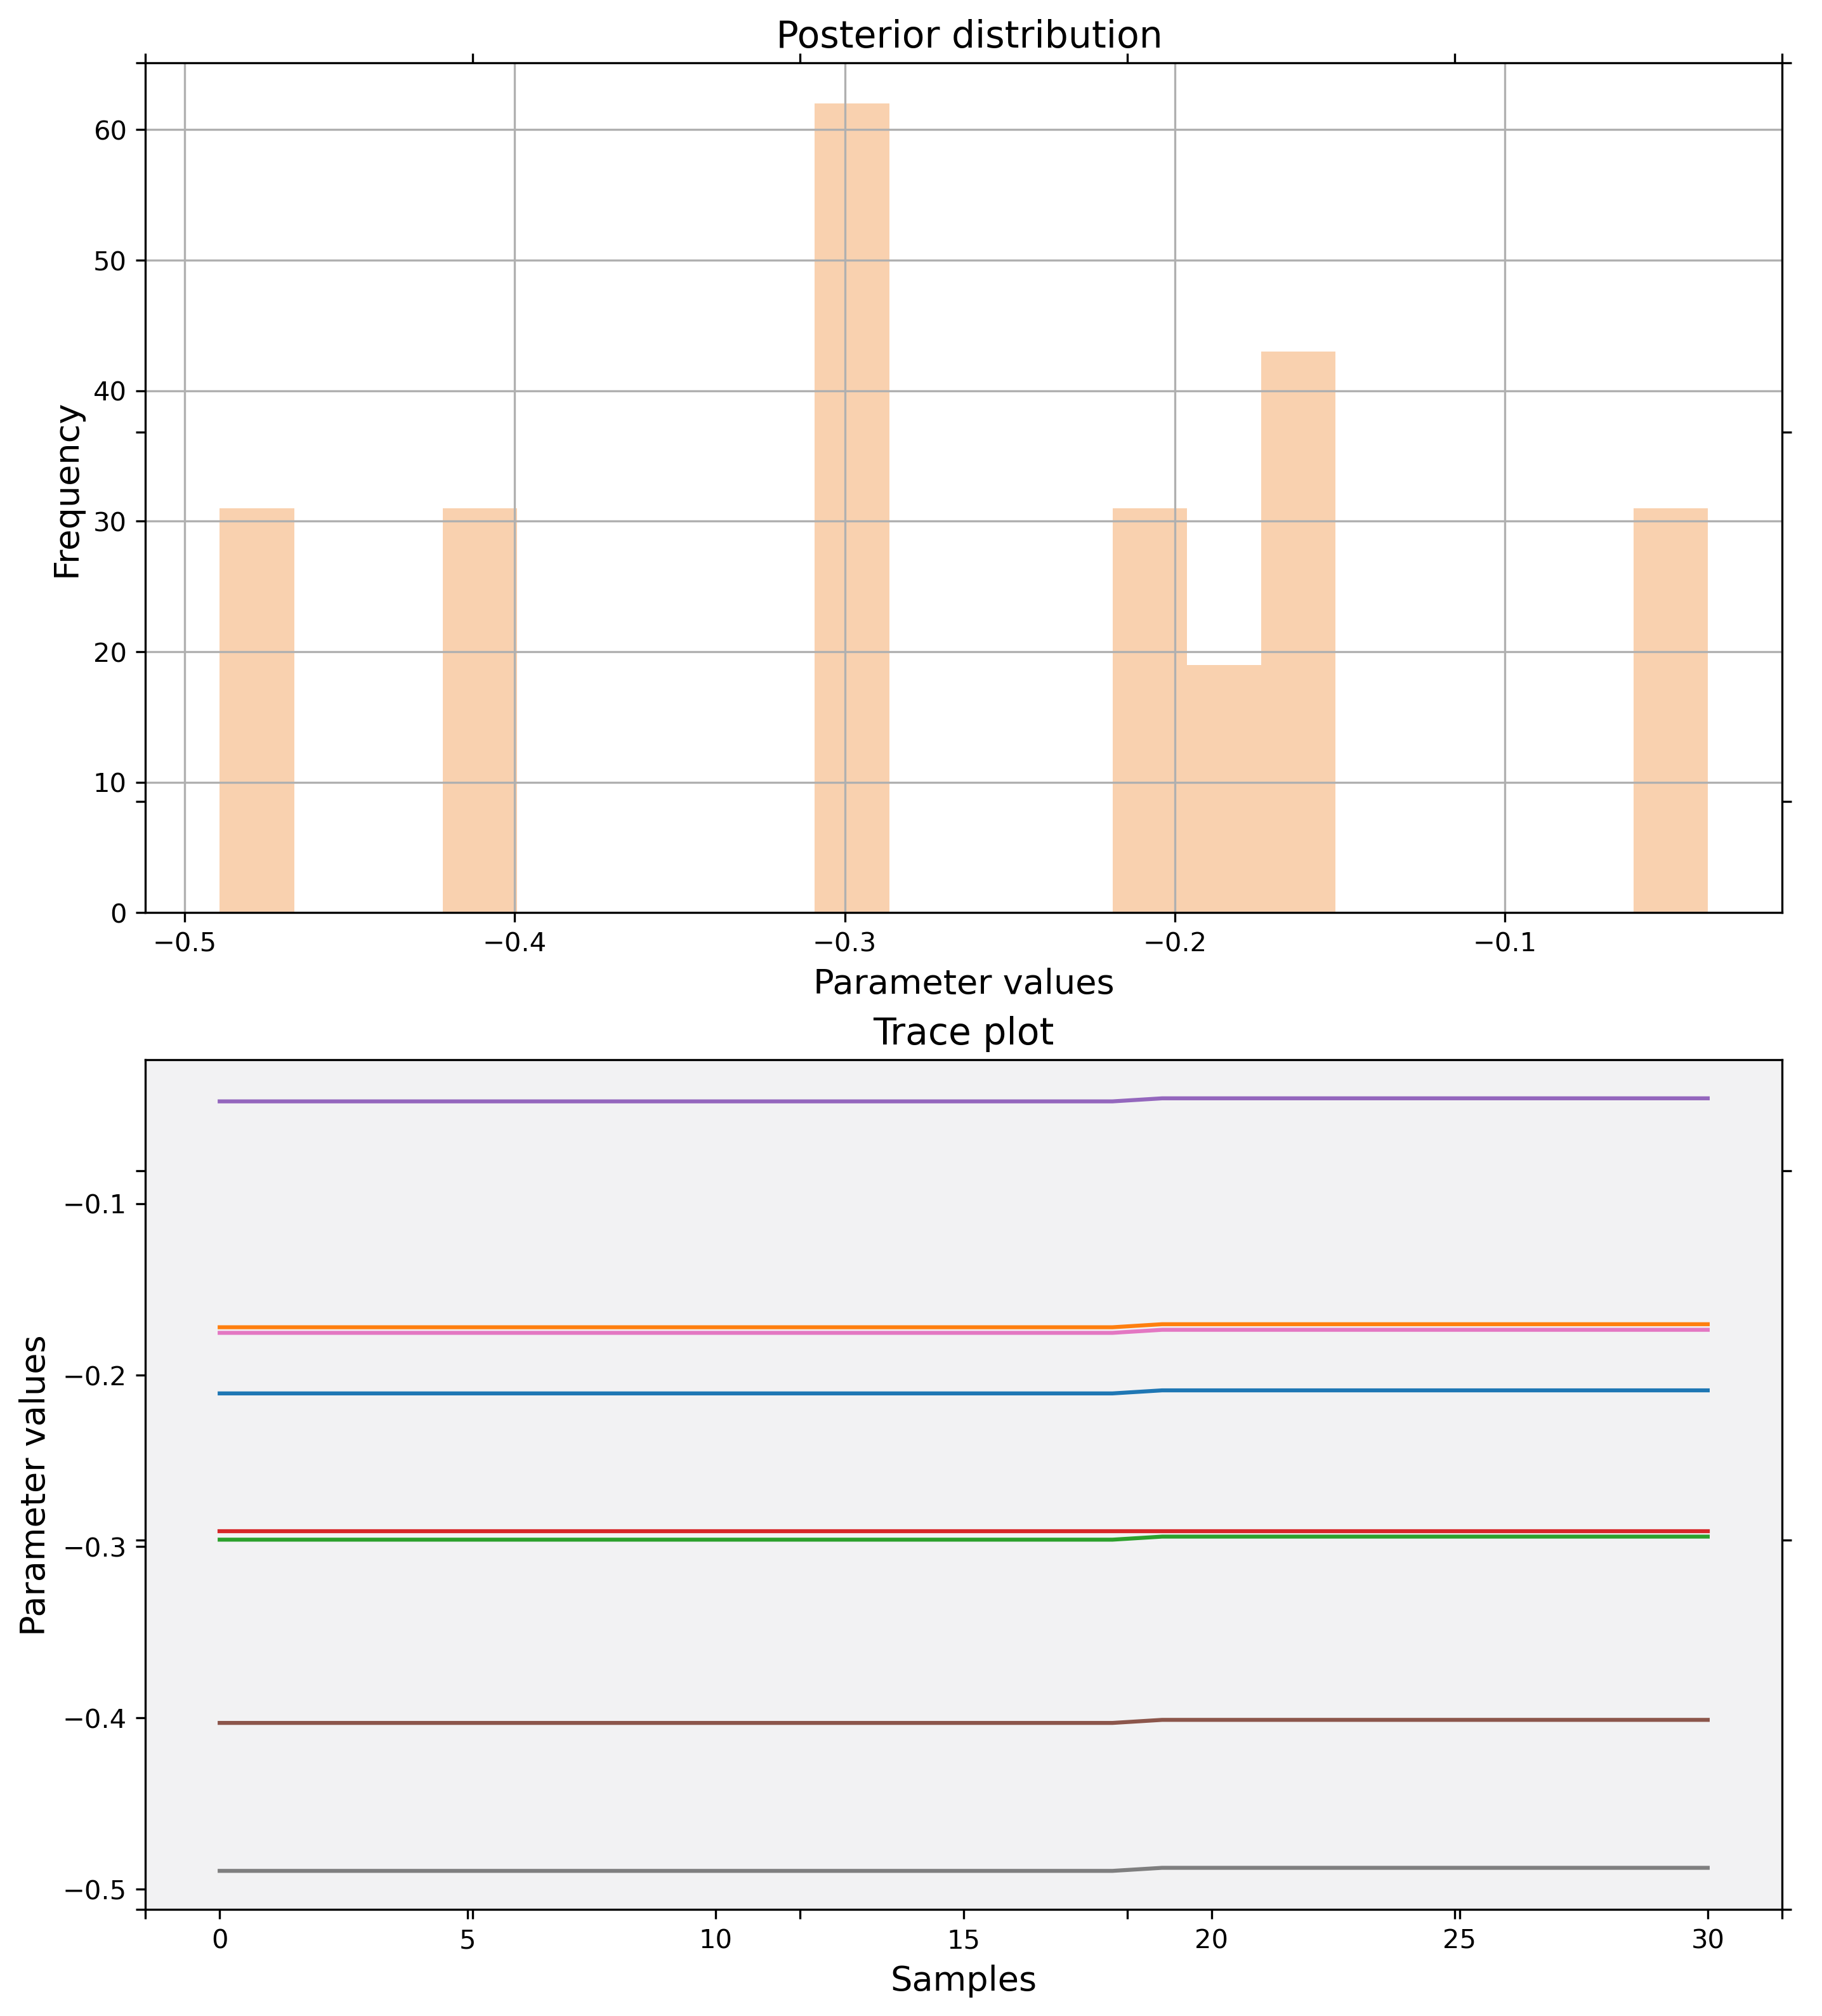 Posterior distribution
60
50
40
30
20
10
0
Frequency
−0.5 −0.4 −0.3 −0.2 −0.1
Parameter values
Trace plot
−0.1
−0.2
−0.3
−0.4
−0.5
Parameter values
0 5 10 15 20 25 30
Samples